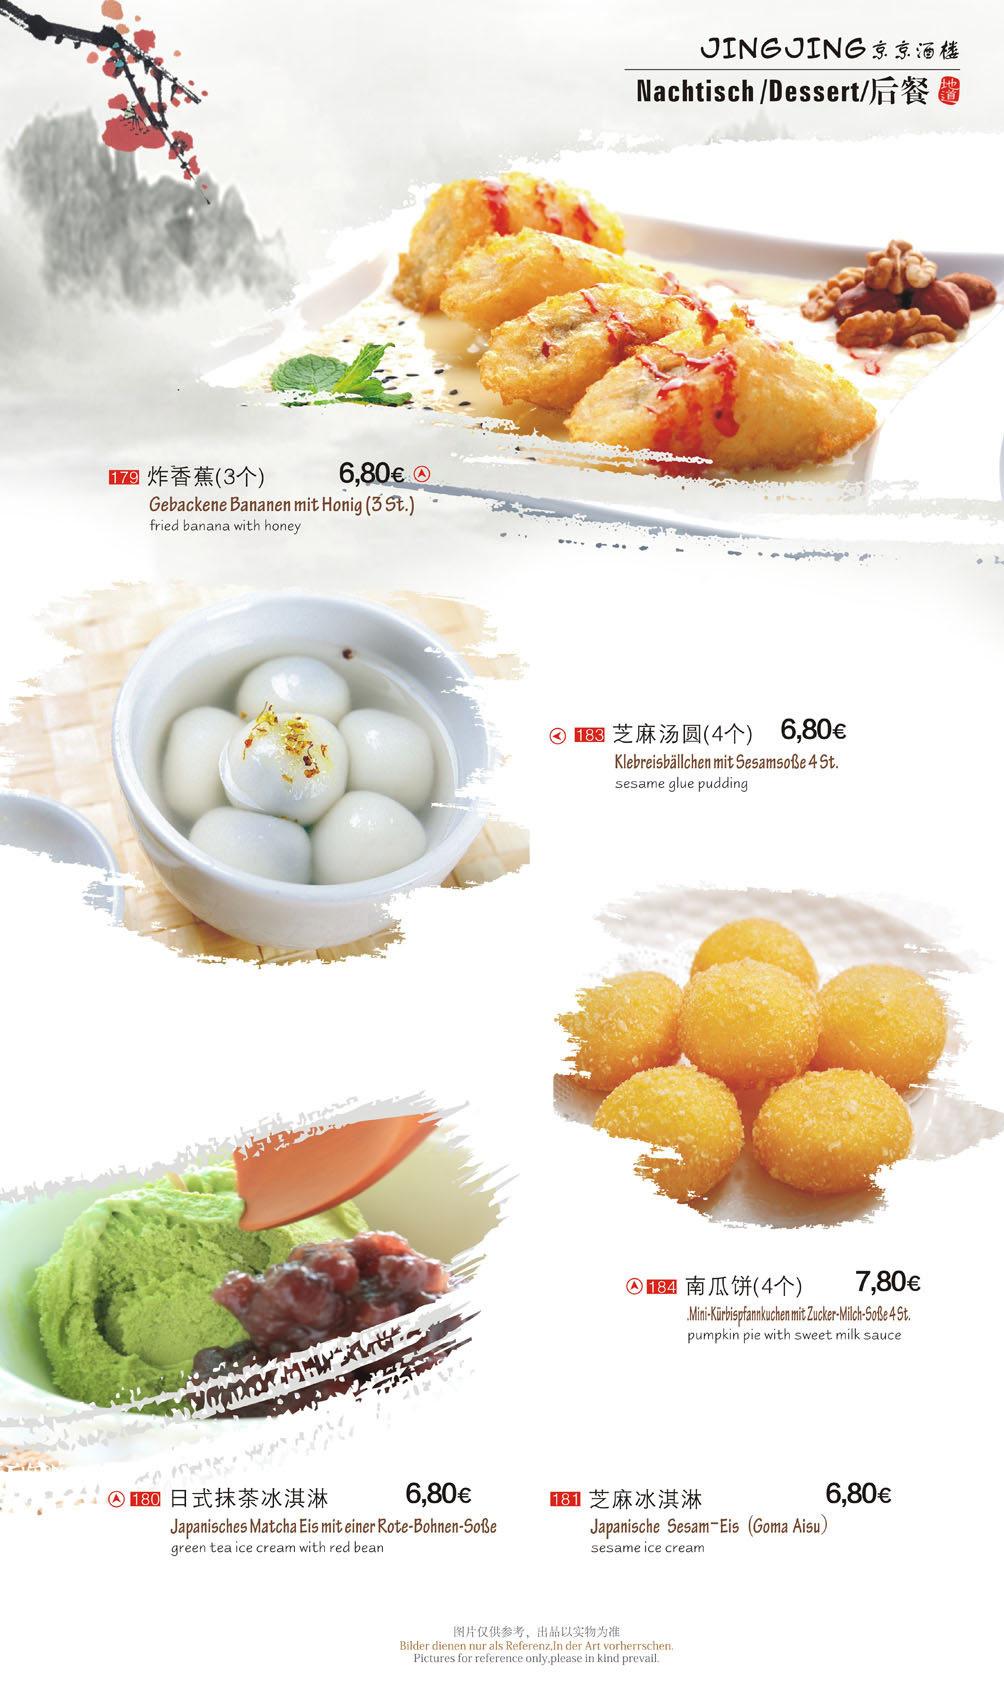 JINGJING 京京酒楼
Nachtisch /Dessert/后餐 地道
179 炸香蕉(3个) 6,80€
Gebackene Bananen mit Honig (3 St.)
fried banana with honey
183 芝麻汤圆(4个) 6,80€
Klebreisbällchen mit Sesamsoße 4 St.
sesame glue pudding
184 南瓜饼(4个) 7,80€
.Mini-Kürbispfannkuchen mit Zucker-Milch-Soße 4 St.
pumpkin pie with sweet milk sauce
180 日式抹茶冰淇淋 6,80€
Japanisches Matcha Eis mit einer Rote-Bohnen-Soße
green tea ice cream with red bean
181 芝麻冰淇淋 6,80€
Japanische Sesam-Eis (Goma Aisu)
sesame ice cream
图片仅供参考，出品以实物为准
Bilder dienen nur als Referenz,In der Art vorherrschen.
Pictures for reference only,please in kind prevail.